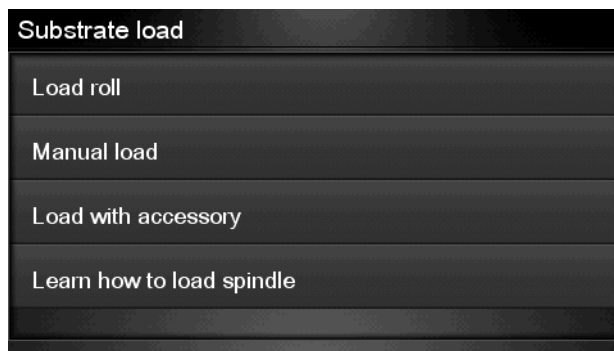 Substrate load
Load roll
Manual load
Load with accessory
Learn how to load spindle